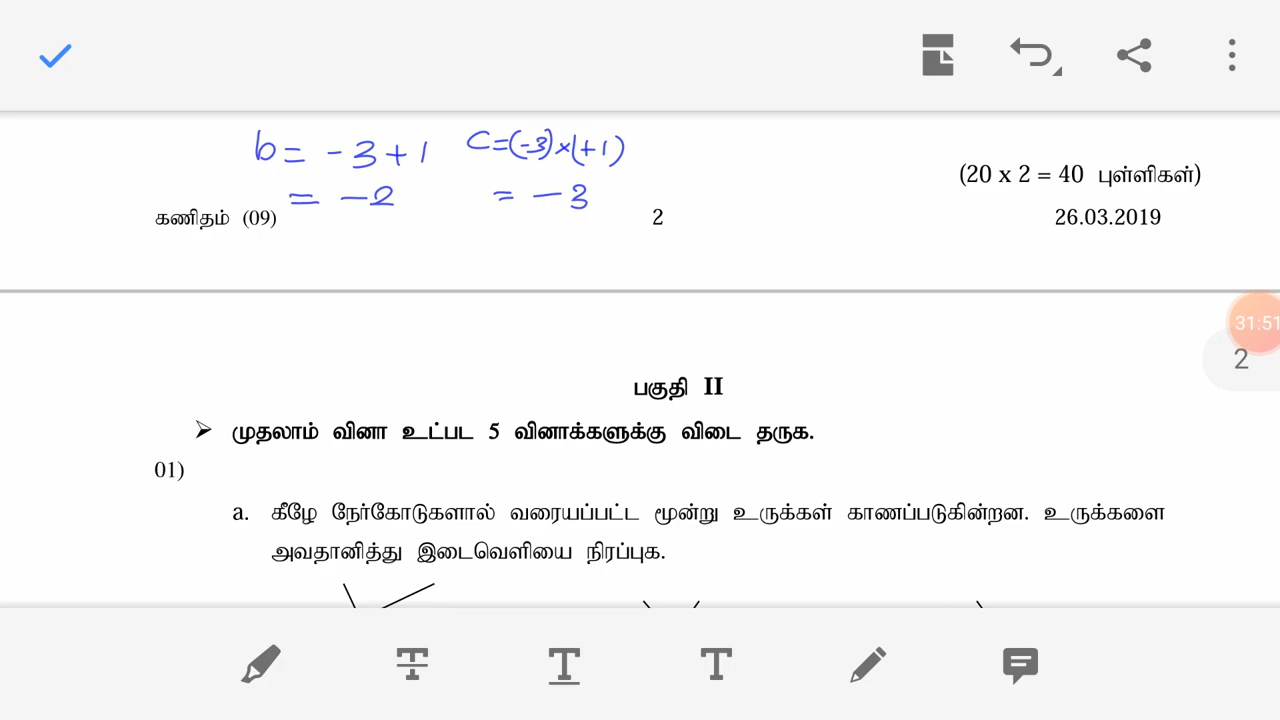 b = -3 + 1 c = (-3) × (+1)
= -2 = -3
(20 x 2 = 40 புள்ளிகள்)
கணிதம் (09) 2 26.03.2019
31:51
2
பகுதி II
➢ முதலாம் வினா உட்பட 5 வினாக்களுக்கு விடை தருக.
01)
a. கீழே நேர்கோடுகளால் வரையப்பட்ட மூன்று உருக்கள் காணப்படுகின்றன. உருக்களை
அவதானித்து இடைவெளியை நிரப்புக.